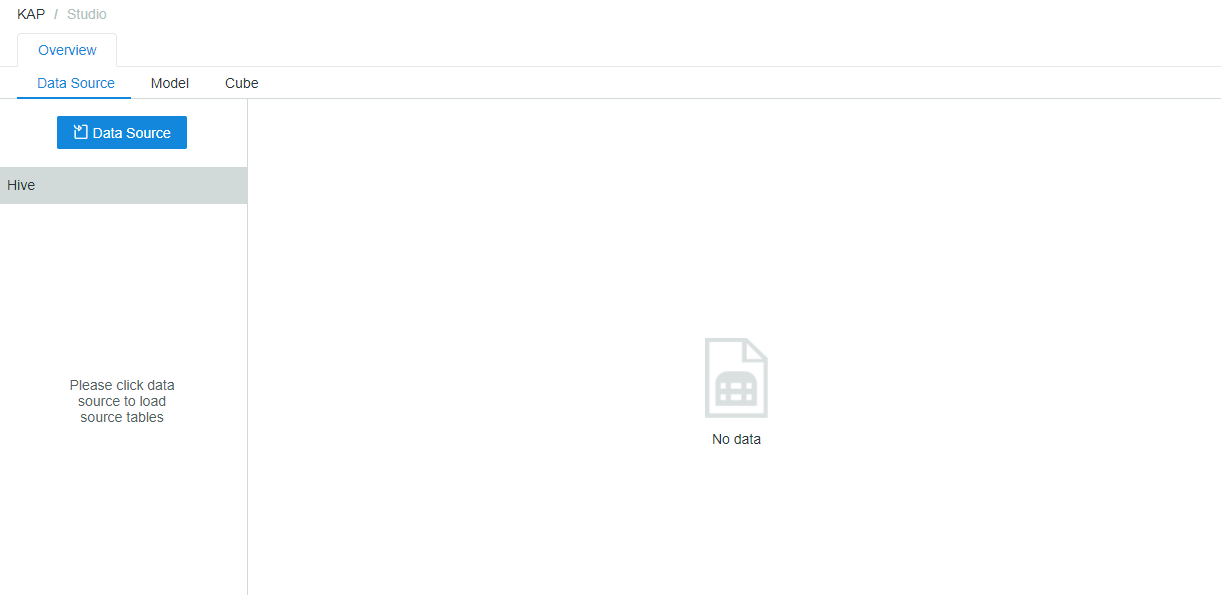 KAP / Studio
Overview
Data Source Model Cube
Data Source
Hive
Please click data
source to load
source tables
No data